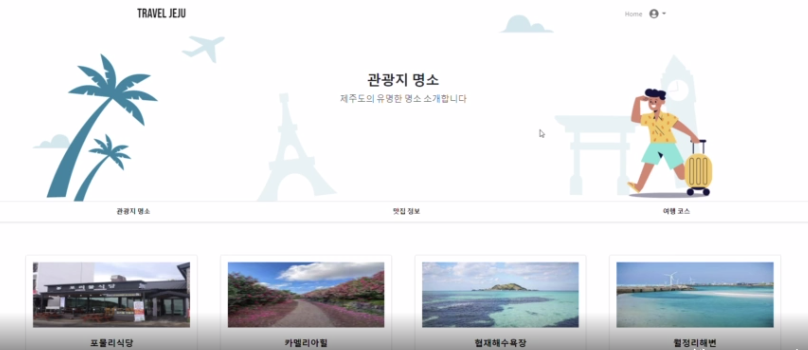 TRAVEL JEJU
Home
관광지 명소
제주도의 유명한 명소 소개합니다
관광지 명소
맛집 정보
여행 코스
포물리식당
카멜리아힐
협재해수욕장
월정리해변